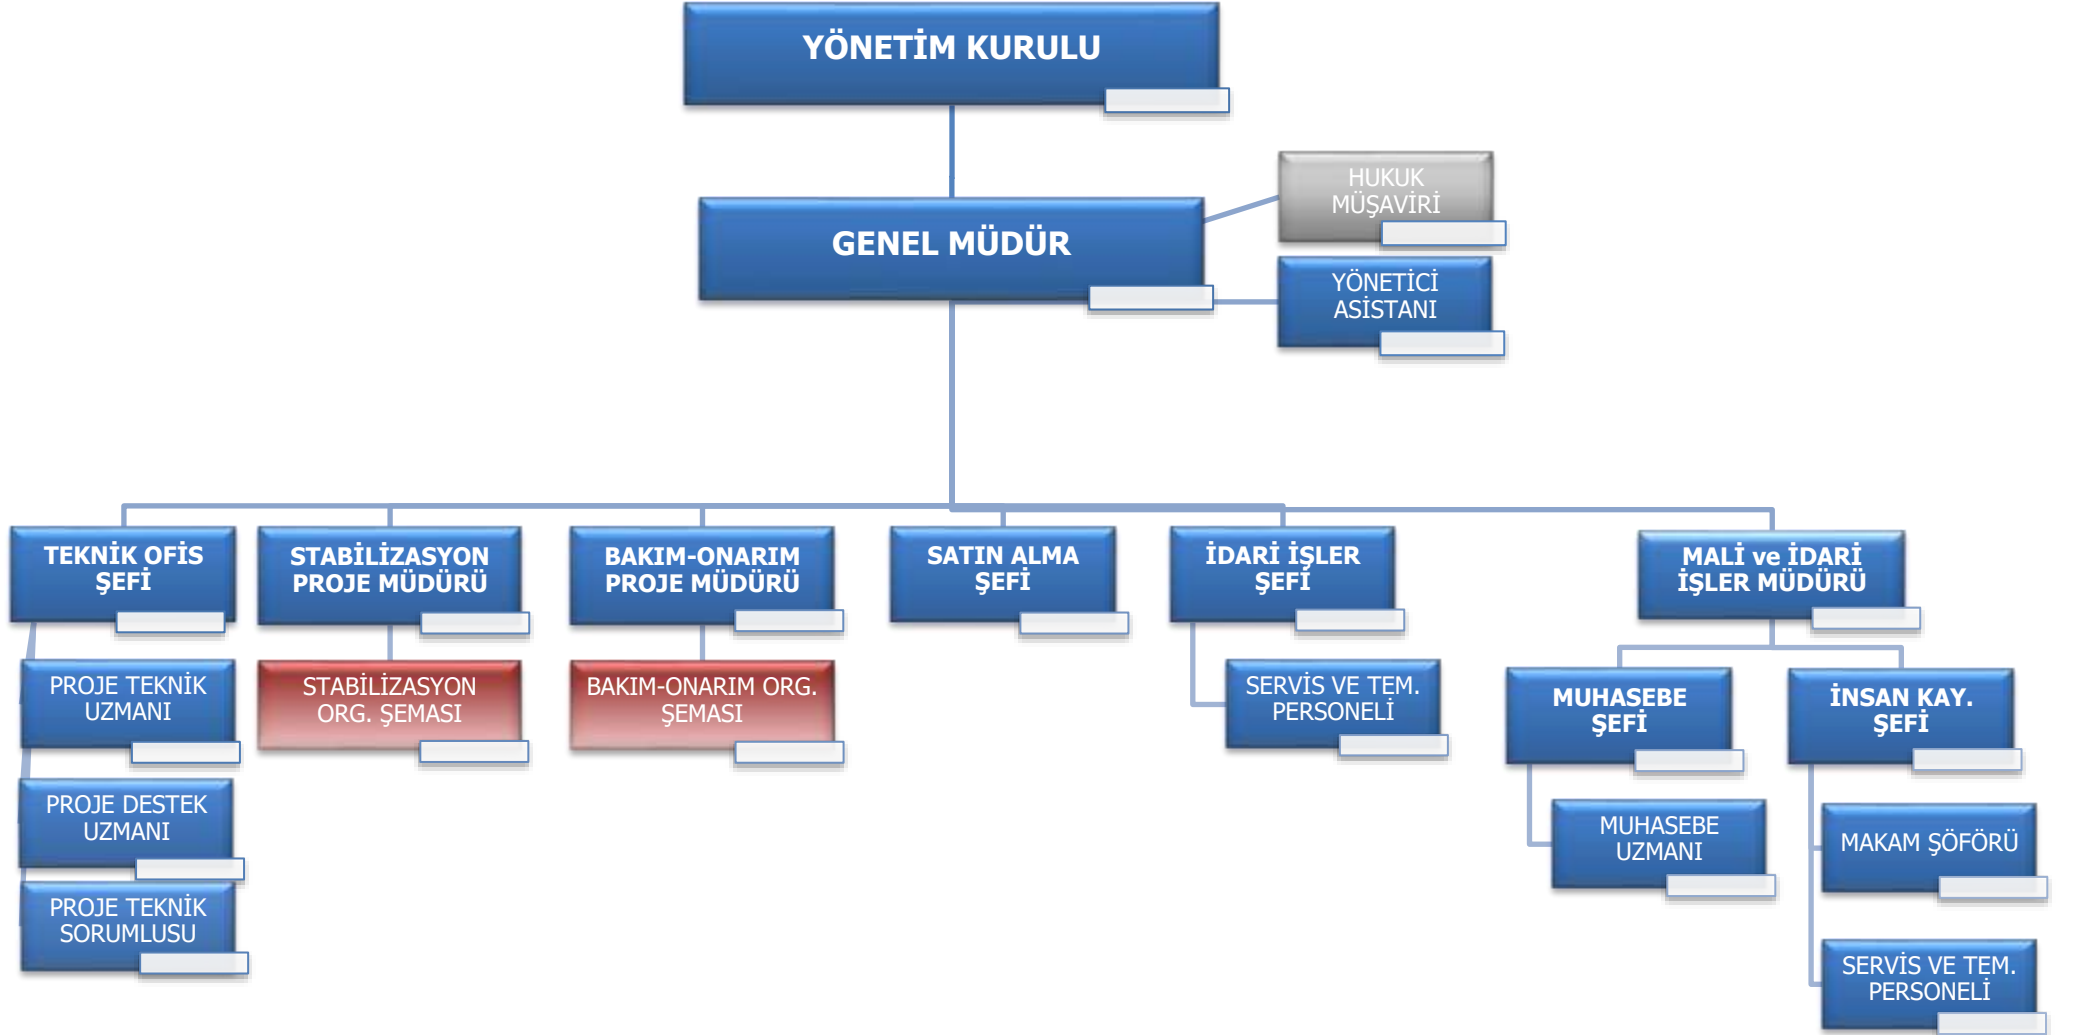 YÖNETİM KURULU
HUKUK
MÜŞAVİRİ
GENEL MÜDÜR
YÖNETİCİ
ASİSTANI
TEKNİK OFİS
ŞEFİ
STABİLİZASYON
PROJE MÜDÜRÜ
BAKIM-ONARIM
PROJE MÜDÜRÜ
SATIN ALMA
ŞEFİ
İDARİ İŞLER
ŞEFİ
MALİ ve İDARİ
İŞLER MÜDÜRÜ
PROJE TEKNİK
UZMANI
STABİLİZASYON
ORG. ŞEMASI
BAKIM-ONARIM ORG.
ŞEMASI
SERVİS VE TEM.
PERSONELİ
MUHASEBE
ŞEFİ
İNSAN KAY.
ŞEFİ
PROJE DESTEK
UZMANI
MUHASEBE
UZMANI
MAKAM ŞÖFÖRÜ
PROJE TEKNİK
SORUMLUSU
SERVİS VE TEM.
PERSONELİ